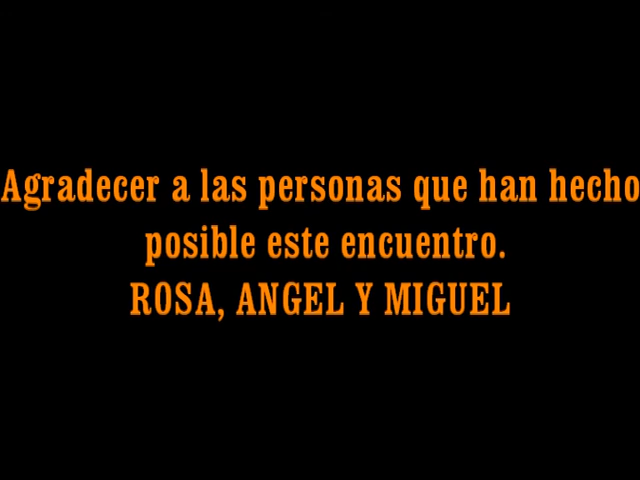 Agradecer a las personas que han hecho
posible este encuentro.
ROSA, ANGEL Y MIGUEL